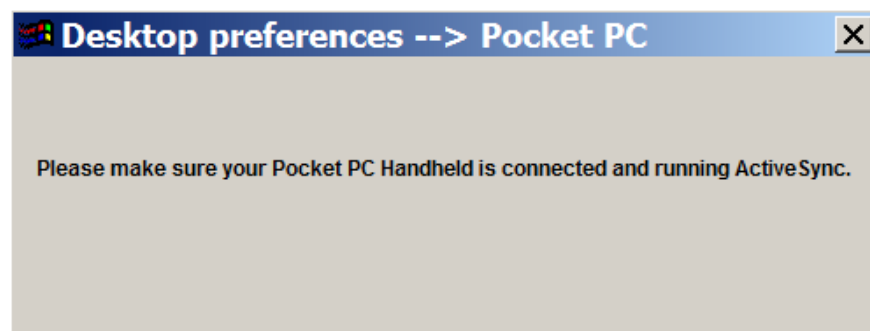 Desktop preferences --> Pocket PC
Please make sure your Pocket PC Handheld is connected and running ActiveSync.